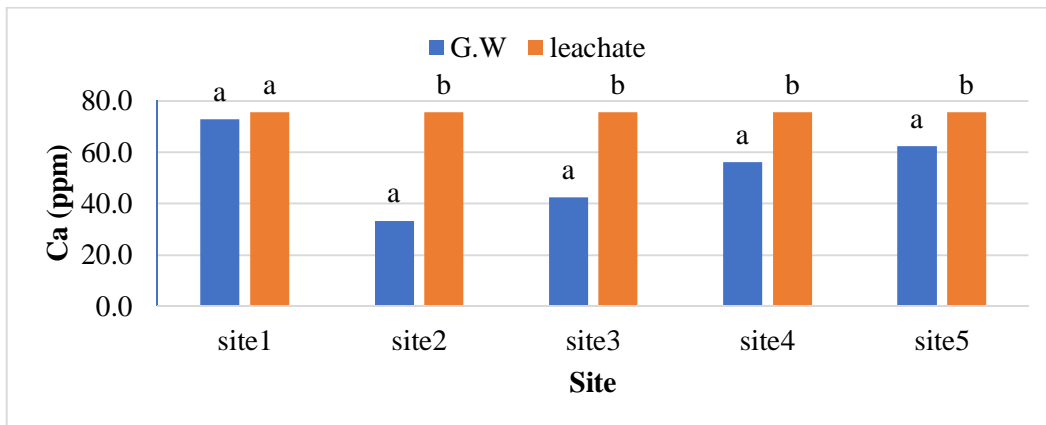 G.W leachate
a a b b b b
a a a a
80.0
60.0
40.0
20.0
0.0
Ca (ppm)
site1 site2 site3 site4 site5
Site